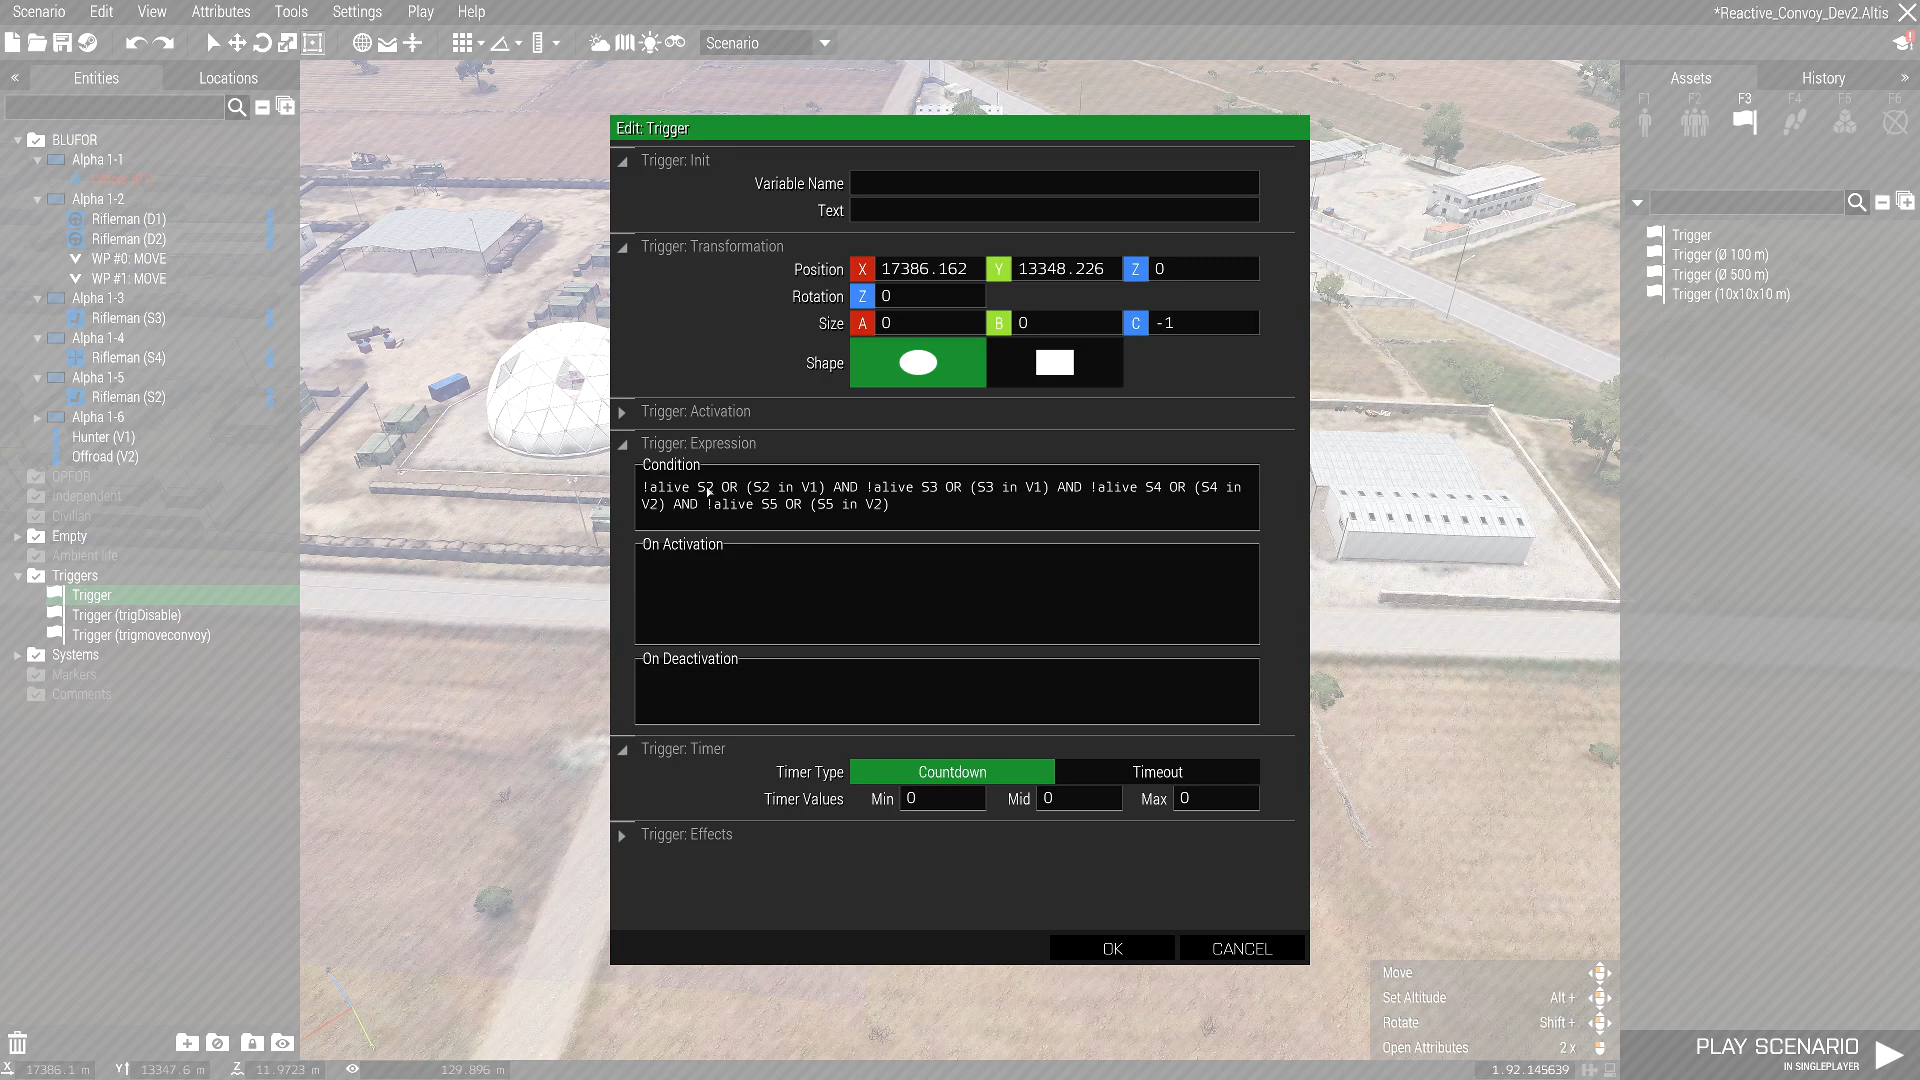 Scenario Edit View Attributes Tools Settings Play Help
*Reactive_Convoy_Dev2.Altis
Scenario
Entities Locations
BLUFOR
Alpha 1-1
Alpha 1-2
Rifleman (D1)
Rifleman (D2)
WP #0: MOVE
WP #1: MOVE
Alpha 1-3
Rifleman (S3)
Alpha 1-4
Rifleman (S4)
Alpha 1-5
Rifleman (S2)
Alpha 1-6
Hunter (V1)
Offroad (V2)
OPFOR
Independent
Civilian
Empty
Ambient life
Triggers
Trigger
Trigger (trigDisable)
Trigger (trigmoveconvoy)
Systems
Markers
Comments
X 17386.1 m Y 13347.6 m Z 11.9723 m 129.896 m
Edit: Trigger
Trigger: Init
Variable Name
Text
Trigger: Transformation
Position X 17386.162 Y 13348.226 Z 0
Rotation Z 0
Size A 0 B 0 C -1
Shape
Trigger: Activation
Trigger: Expression
Condition
!alive S2 OR (S2 in V1) AND !alive S3 OR (S3 in V1) AND !alive S4 OR (S4 in
V2) AND !alive S5 OR (S5 in V2)
On Activation
On Deactivation
Trigger: Timer
Timer Type Countdown Timeout
Timer Values Min 0 Mid 0 Max 0
Trigger: Effects
OK CANCEL
Assets History
F1 F2 F3 F4 F5 F6
Trigger
Trigger (Ø 100 m)
Trigger (Ø 500 m)
Trigger (10x10x10 m)
Move
Set Altitude Alt +
Rotate Shift +
Open Attributes 2 x
1.92.145639
PLAY SCENARIO
IN SINGLEPLAYER